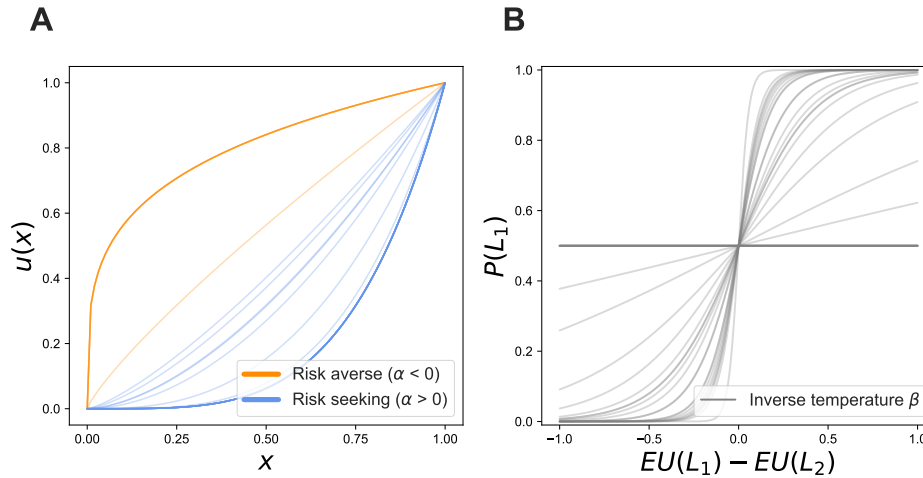 A
B
u(x)
1.0
0.8
0.6
0.4
0.2
0.0
0.00 0.25 0.50 0.75 1.00
x
Risk averse (α < 0)
Risk seeking (α > 0)
P(L₁)
1.0
0.8
0.6
0.4
0.2
0.0
-1.0 -0.5 0.0 0.5 1.0
EU(L₁) − EU(L₂)
Inverse temperature β